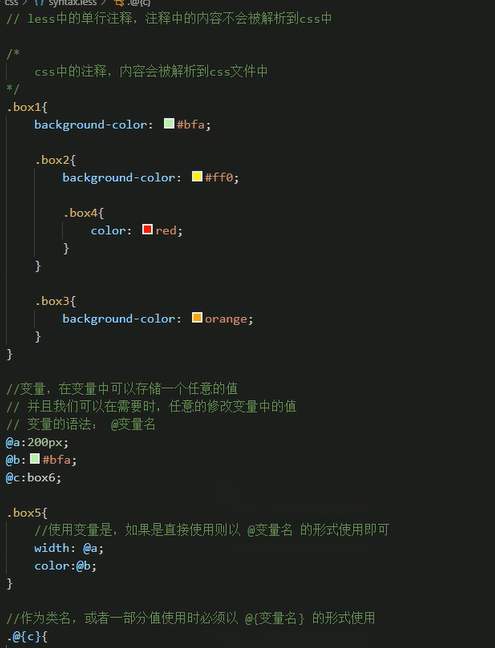 css > syntax.less > .@{c}
// less中的单行注释，注释中的内容不会被解析到css中
/*
css中的注释，内容会被解析到css文件中
*/
.box1{
background-color: #bfa;
.box2{
background-color: #ff0;
.box4{
color: red;
}
}
.box3{
background-color: orange;
}
}
//变量，在变量中可以存储一个任意的值
// 并且我们可以在需要时，任意的修改变量中的值
// 变量的语法： @变量名
@a:200px;
@b:#bfa;
@c:box6;
.box5{
//使用变量是，如果是直接使用则以 @变量名 的形式使用即可
width: @a;
color:@b;
}
//作为类名，或者一部分值使用时必须以 @{变量名} 的形式使用
.@{c}{